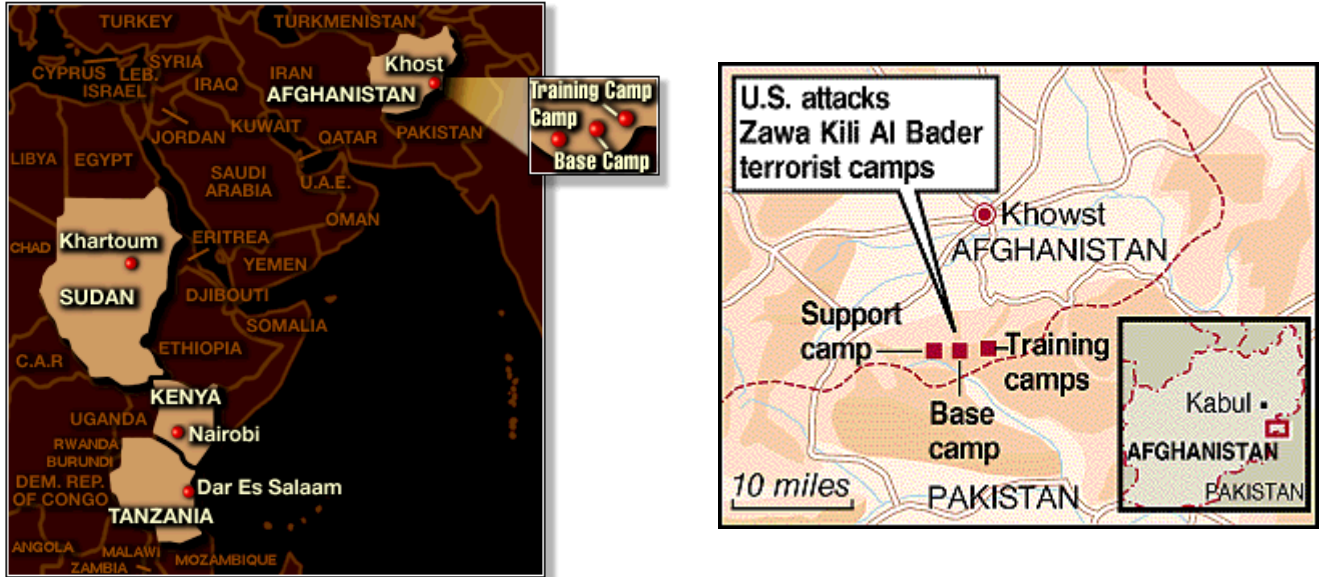 TURKEY
TURKMENISTAN
SYRIA
CYPRUS
LEB.
ISRAEL
IRAQ
IRAN
Khost
AFGHANISTAN
Training Camp
Camp
Base Camp
JORDAN
KUWAIT
QATAR
PAKISTAN
LIBYA
EGYPT
SAUDI
ARABIA
U.A.E.
OMAN
CHAD
Khartoum
ERITREA
YEMEN
SUDAN
DJIBOUTI
SOMALIA
C.A.R
ETHIOPIA
KENYA
UGANDA
Nairobi
RWANDA
BURUNDI
DEM. REP.
OF CONGO
Dar Es Salaam
TANZANIA
ANGOLA
MALAWI
ZAMBIA
MOZAMBIQUE
U.S. attacks
Zawa Kili Al Bader
terrorist camps
Khowst
AFGHANISTAN
Support
camp
Training
camps
Base
camp
10 miles
PAKISTAN
Kabul
AFGHANISTAN
PAKISTAN